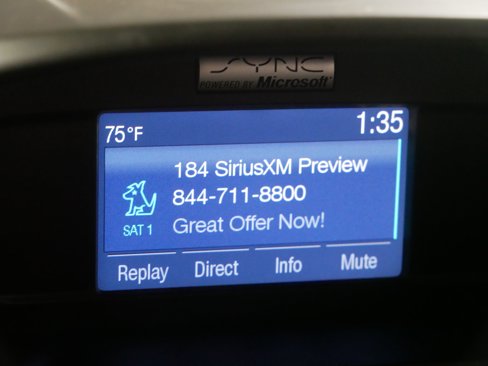 SYNC
POWERED BY Microsoft
75°F 1:35
184 SiriusXM Preview
844-711-8800
SAT 1 Great Offer Now!
Replay Direct Info Mute